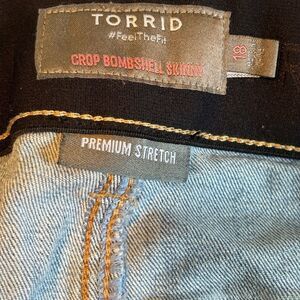 TORRID
#FeelTheFit
CROP BOMBSHELL SKINNY
18
PREMIUM STRETCH